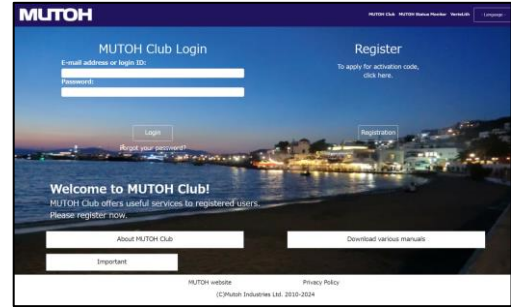 MUTOH
MUTOH Club MUTOH Status Monitor VerteLith Language
MUTOH Club Login
E-mail address or login ID:
Password:
Login
Forgot your password?
Register
To apply for activation code,
click here.
Registration
Welcome to MUTOH Club!
MUTOH Club offers useful services to registered users.
Please register now.
About MUTOH Club
Download various manuals
Important
MUTOH website Privacy Policy
(C)Mutoh Industries Ltd. 2010-2024